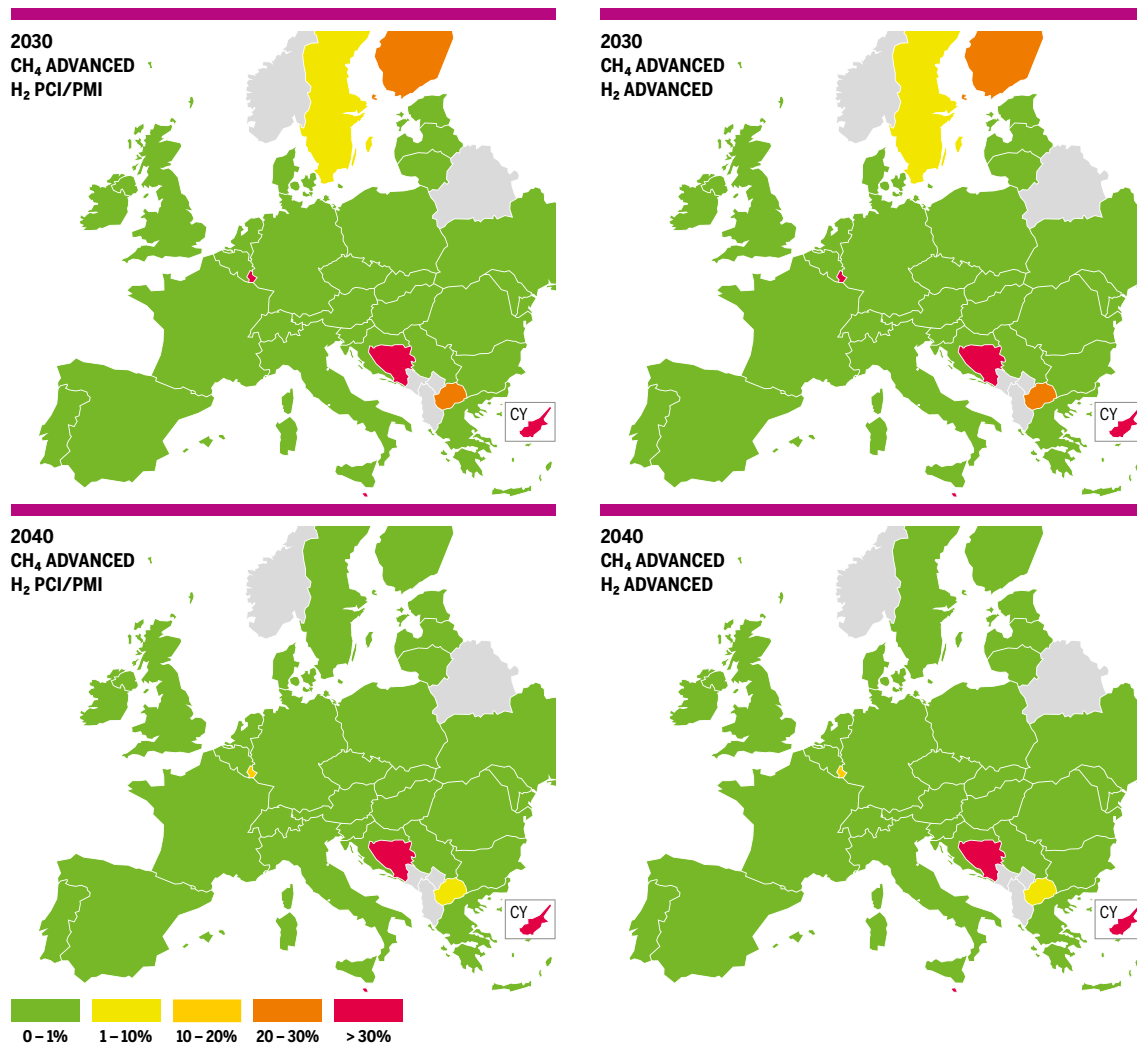 2030
CH₄ ADVANCED
H₂ PCI/PMI
CY
2030
CH₄ ADVANCED
H₂ ADVANCED
CY
2040
CH₄ ADVANCED
H₂ PCI/PMI
CY
2040
CH₄ ADVANCED
H₂ ADVANCED
CY
0 – 1% 1 – 10% 10 – 20% 20 – 30% > 30%